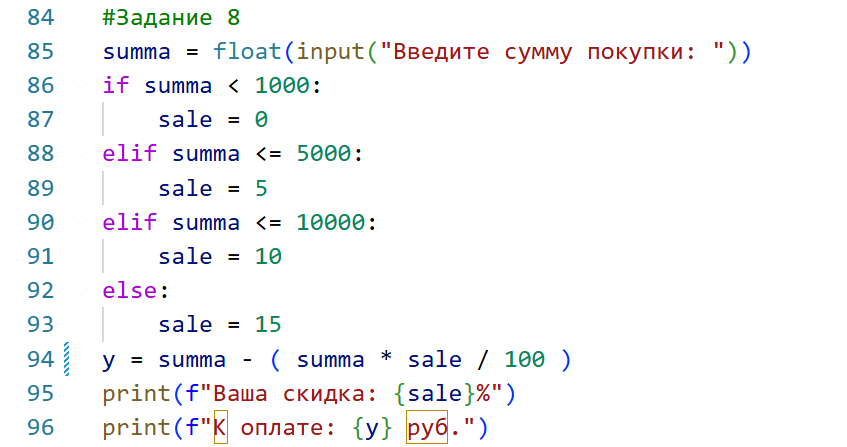 84 #Задание 8
85 summa = float(input("Введите сумму покупки: "))
86 if summa < 1000:
87     sale = 0
88 elif summa <= 5000:
89     sale = 5
90 elif summa <= 10000:
91     sale = 10
92 else:
93     sale = 15
94 y = summa - ( summa * sale / 100 )
95 print(f"Ваша скидка: {sale}%")
96 print(f"К оплате: {y} руб.")